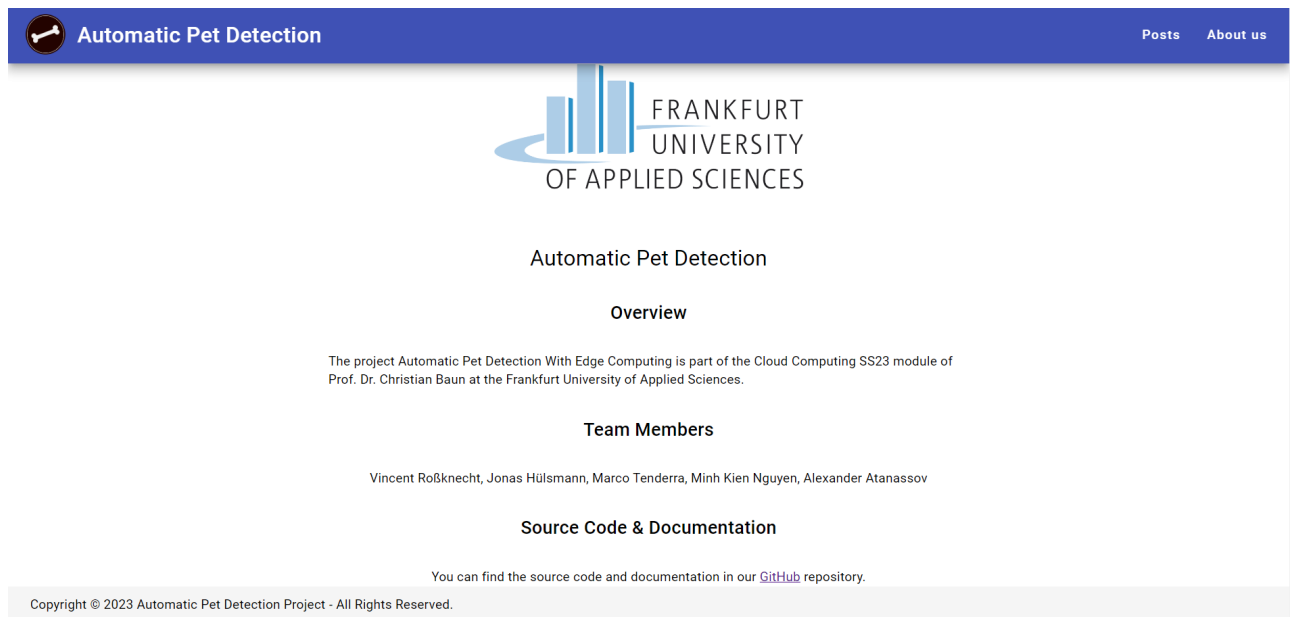 Automatic Pet Detection
Posts
About us
FRANKFURT
UNIVERSITY
OF APPLIED SCIENCES
Automatic Pet Detection
Overview
The project Automatic Pet Detection With Edge Computing is part of the Cloud Computing SS23 module of
Prof. Dr. Christian Baun at the Frankfurt University of Applied Sciences.
Team Members
Vincent Roßknecht, Jonas Hülsmann, Marco Tenderra, Minh Kien Nguyen, Alexander Atanassov
Source Code & Documentation
You can find the source code and documentation in our GitHub repository.
Copyright © 2023 Automatic Pet Detection Project - All Rights Reserved.